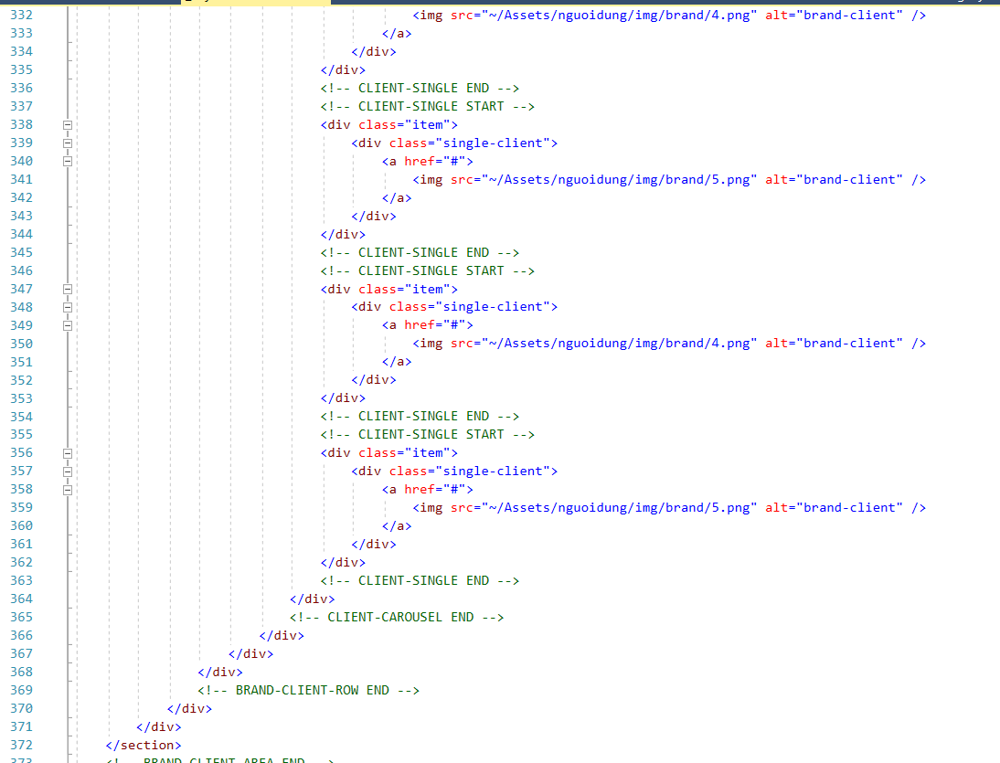 332 <img src="~/Assets/nguoidung/img/brand/4.png" alt="brand-client" />
333 </a>
334 </div>
335 </div>
336 <!-- CLIENT-SINGLE END -->
337 <!-- CLIENT-SINGLE START -->
338 <div class="item">
339 <div class="single-client">
340 <a href="#">
341 <img src="~/Assets/nguoidung/img/brand/5.png" alt="brand-client" />
342 </a>
343 </div>
344 </div>
345 <!-- CLIENT-SINGLE END -->
346 <!-- CLIENT-SINGLE START -->
347 <div class="item">
348 <div class="single-client">
349 <a href="#">
350 <img src="~/Assets/nguoidung/img/brand/4.png" alt="brand-client" />
351 </a>
352 </div>
353 </div>
354 <!-- CLIENT-SINGLE END -->
355 <!-- CLIENT-SINGLE START -->
356 <div class="item">
357 <div class="single-client">
358 <a href="#">
359 <img src="~/Assets/nguoidung/img/brand/5.png" alt="brand-client" />
360 </a>
361 </div>
362 </div>
363 <!-- CLIENT-SINGLE END -->
364 </div>
365 <!-- CLIENT-CAROUSEL END -->
366 </div>
367 </div>
368 </div>
369 <!-- BRAND-CLIENT-ROW END -->
370 </div>
371 </div>
372 </section>
373 <!-- BRAND-CLIENT-AREA END -->